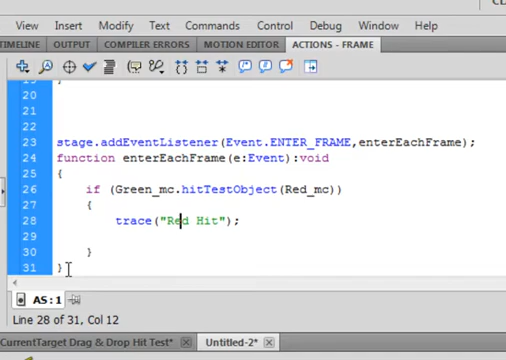 CL
View Insert Modify Text Commands Control Debug Window Help
TIMELINE OUTPUT COMPILER ERRORS MOTION EDITOR ACTIONS - FRAME
19 }
20
21
22
23 stage.addEventListener(Event.ENTER_FRAME,enterEachFrame);
24 function enterEachFrame(e:Event):void
25 {
26 if (Green_mc.hitTestObject(Red_mc))
27 {
28 trace("Red Hit");
29
30 }
31 }
AS:1
Line 28 of 31, Col 12
CurrentTarget Drag & Drop Hit Test* Untitled-2*